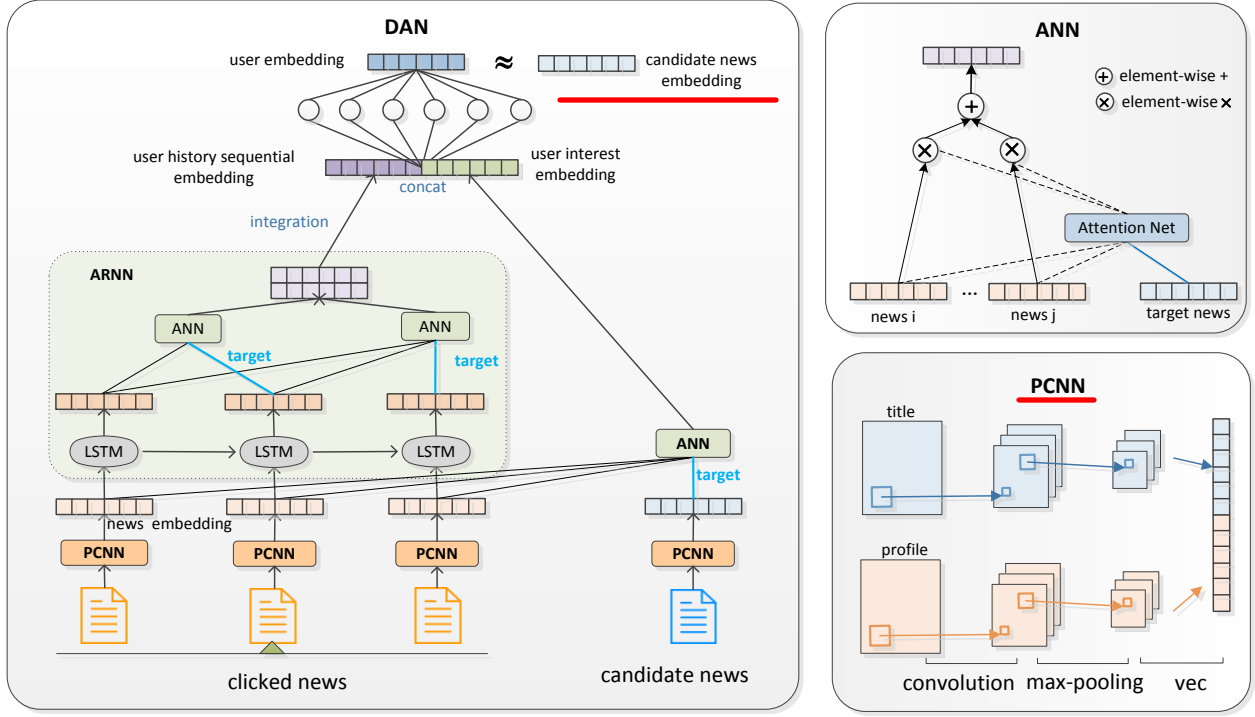 DAN
user embedding
≈
candidate news
embedding
user history sequential
embedding
user interest
embedding
concat
integration
ARNN
ANN
ANN
target
target
LSTM
LSTM
LSTM
ANN
target
news embedding
PCNN
PCNN
PCNN
PCNN
clicked news
candidate news
ANN
+ element-wise +
× element-wise ×
+
×
×
Attention Net
...
news i
news j
target news
PCNN
title
profile
convolution
max-pooling
vec